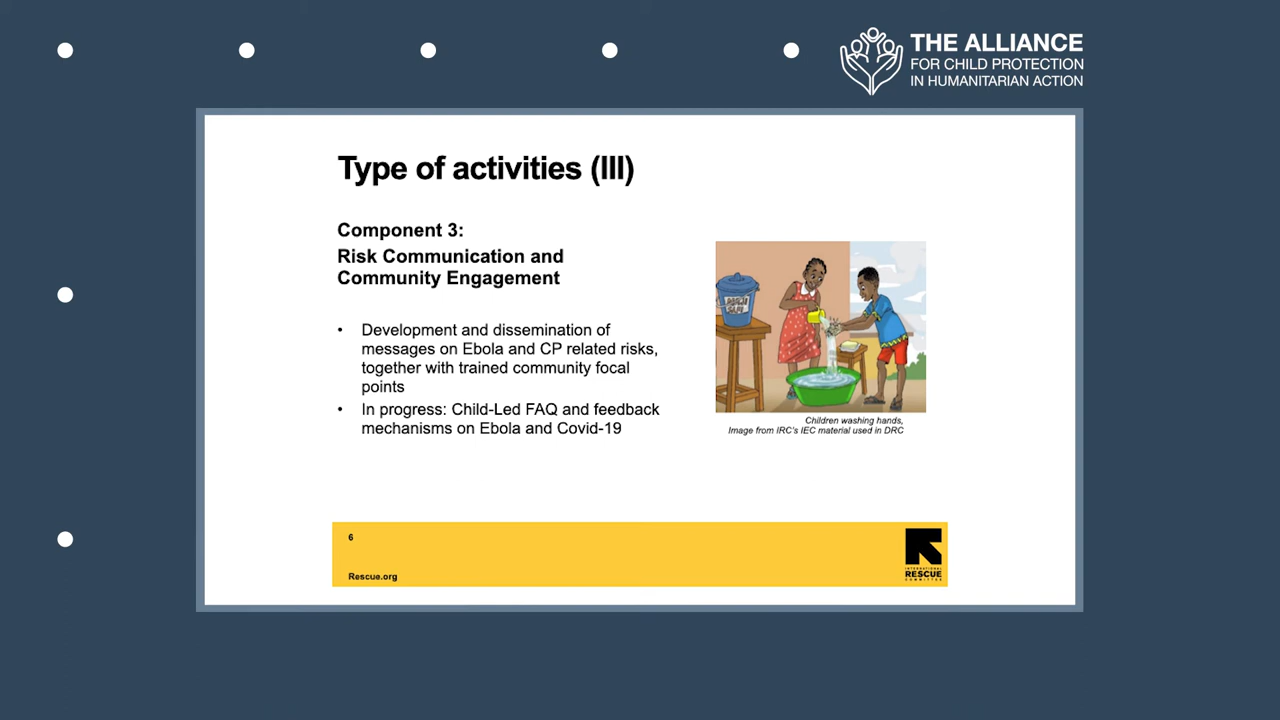 THE ALLIANCE
FOR CHILD PROTECTION
IN HUMANITARIAN ACTION
Type of activities (III)
Component 3:
Risk Communication and
Community Engagement
• Development and dissemination of
messages on Ebola and CP related risks,
together with trained community focal
points
• In progress: Child-Led FAQ and feedback
mechanisms on Ebola and Covid-19
Children washing hands,
Image from IRC's IEC material used in DRC
6
Rescue.org
INTERNATIONAL
RESCUE
COMMITTEE